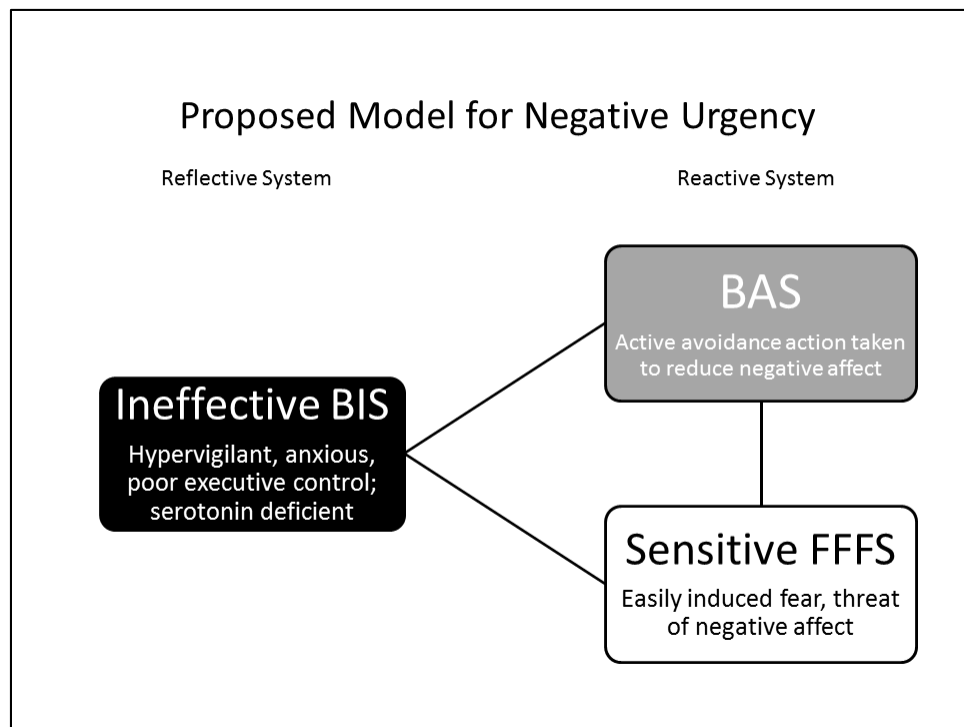 Proposed Model for Negative Urgency
Reflective System
Reactive System
BAS
Active avoidance action taken
to reduce negative affect
Ineffective BIS
Hypervigilant, anxious,
poor executive control;
serotonin deficient
Sensitive FFFS
Easily induced fear, threat
of negative affect